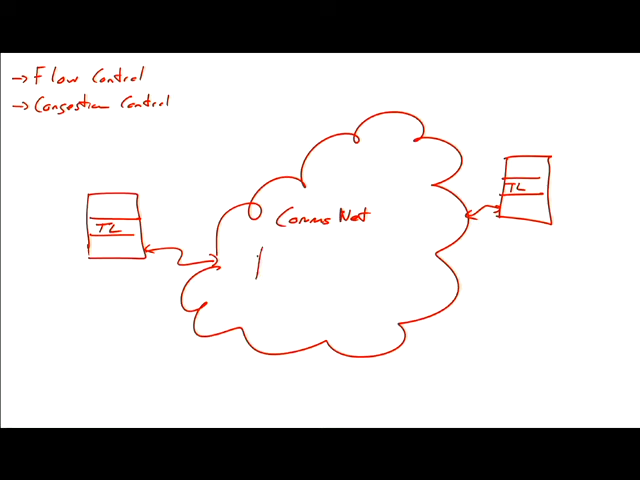 → Flow Control
→ Congestion Control
TL
Comms Net
TL